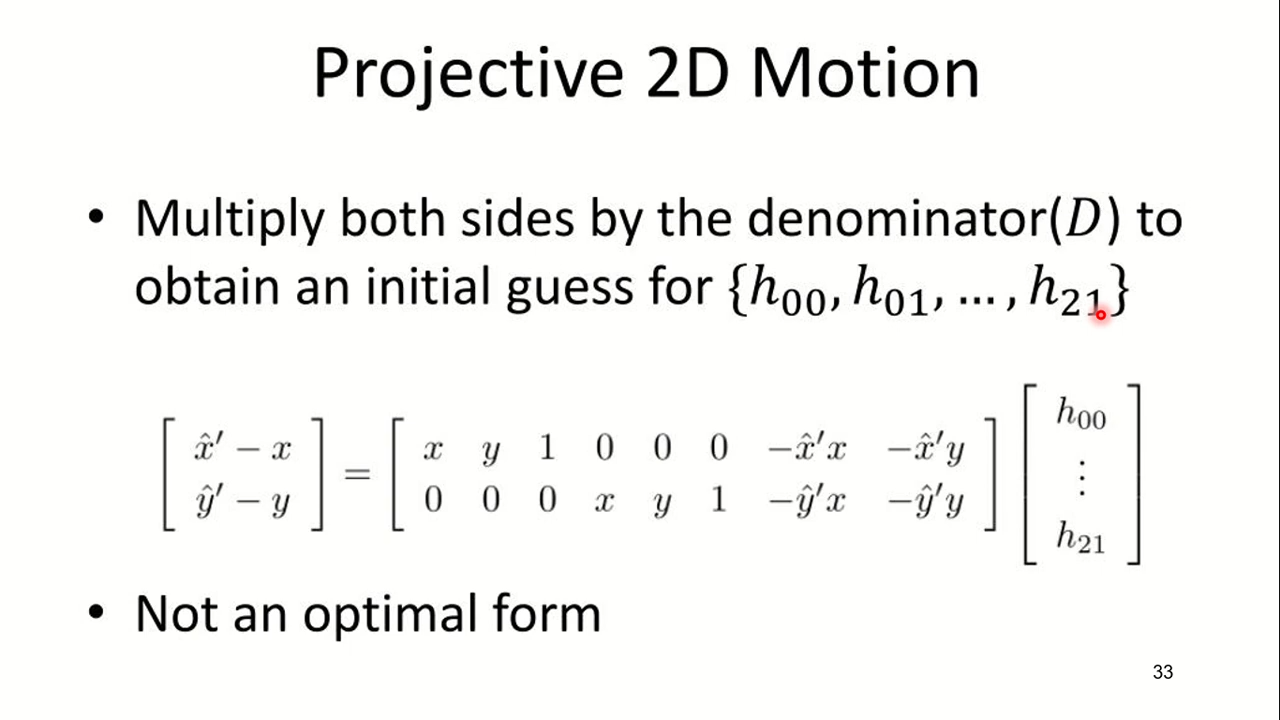 Projective 2D Motion
• Multiply both sides by the denominator(D) to
obtain an initial guess for {h₀₀, h₀₁, … , h₂₁}
[ x̂′ − x ] = [ x y 1 0 0 0 −x̂′x −x̂′y ] [ h₀₀ ]
[ ŷ′ − y ] [ 0 0 0 x y 1 −ŷ′x −ŷ′y ] [ ⋮ ]
[ h₂₁ ]
• Not an optimal form
33